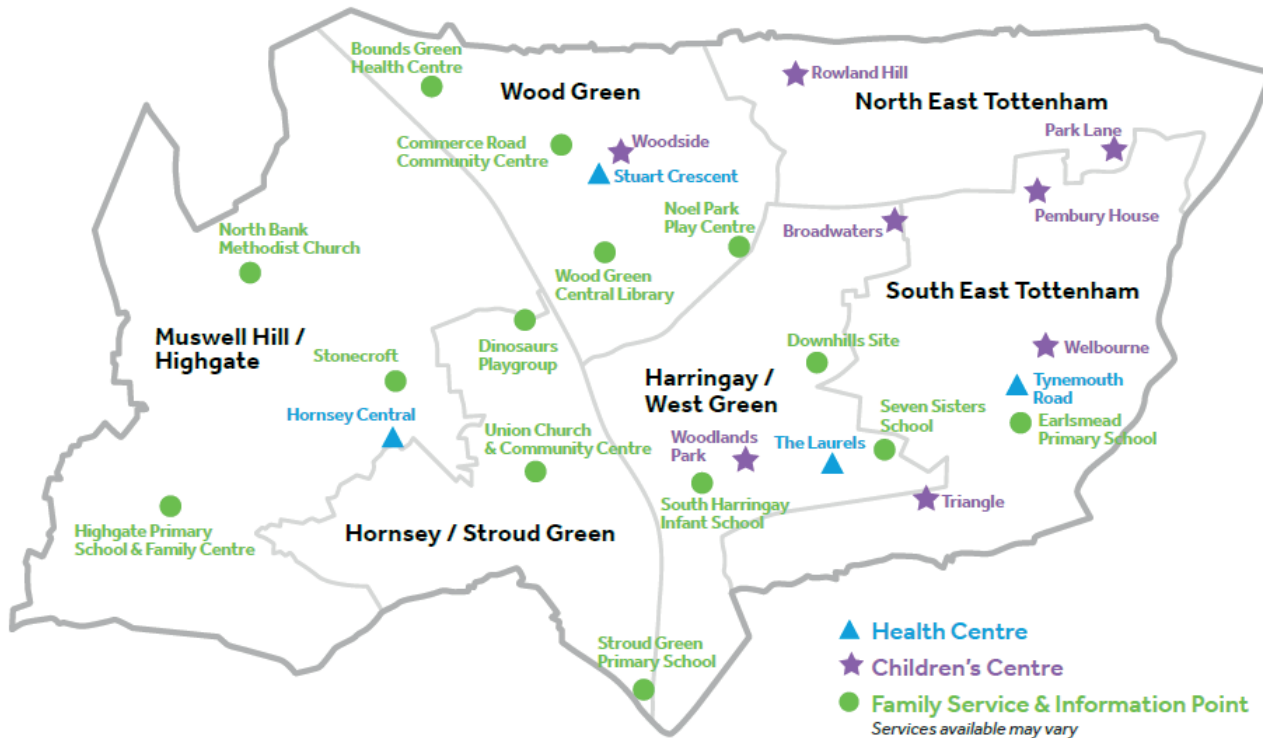 Bounds Green
Health Centre
Wood Green
Rowland Hill
North East Tottenham
Commerce Road
Community Centre
Woodside
Stuart Crescent
Park Lane
Pembury House
Noel Park
Play Centre
Broadwaters
North Bank
Methodist Church
Wood Green
Central Library
South East Tottenham
Muswell Hill /
Highgate
Stonecroft
Dinosaurs
Playgroup
Downhills Site
Welbourne
Harringay /
West Green
Tynemouth
Road
Hornsey Central
Union Church
& Community Centre
Woodlands
Park
The Laurels
Seven Sisters
School
Earlsmead
Primary School
South Harringay
Infant School
Triangle
Highgate Primary
School & Family Centre
Hornsey / Stroud Green
Stroud Green
Primary School
Health Centre
Children's Centre
Family Service & Information Point
Services available may vary